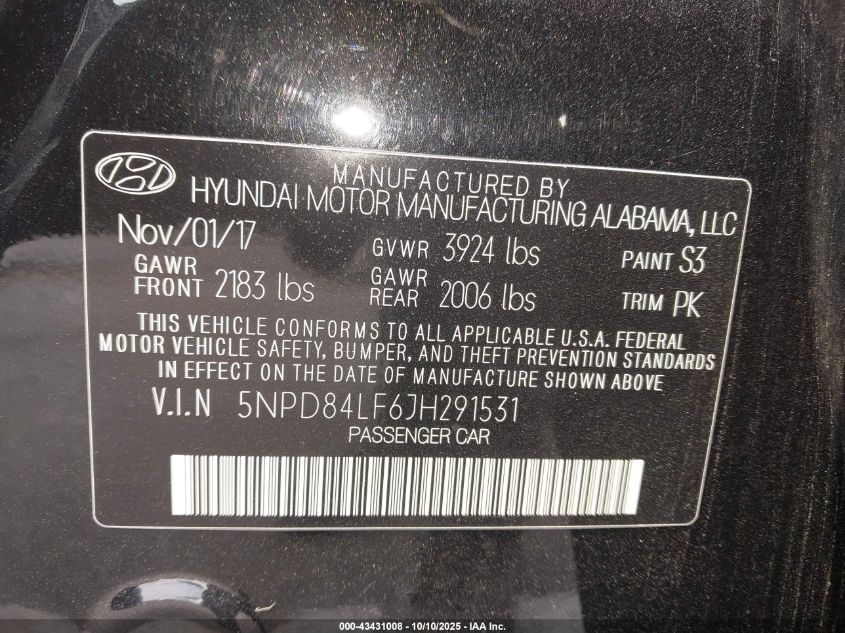 MANUFACTURED BY
HYUNDAI MOTOR MANUFACTURING ALABAMA, LLC
Nov/01/17 GVWR 3924 lbs PAINT S3
GAWR FRONT 2183 lbs GAWR REAR 2006 lbs TRIM PK
THIS VEHICLE CONFORMS TO ALL APPLICABLE U.S.A. FEDERAL
MOTOR VEHICLE SAFETY, BUMPER, AND THEFT PREVENTION STANDARDS
IN EFFECT ON THE DATE OF MANUFACTURE SHOWN ABOVE
V.I.N 5NPD84LF6JH291531
PASSENGER CAR
000-43431008 - 10/10/2025 - IAA Inc.